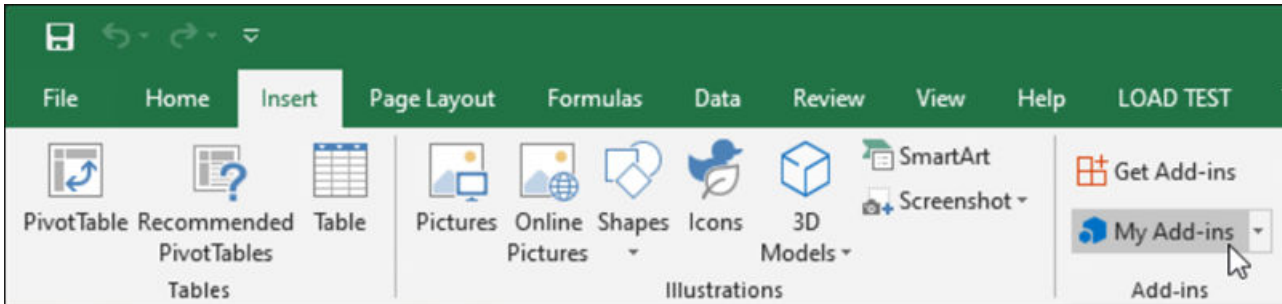 File Home Insert Page Layout Formulas Data Review View Help LOAD TEST
PivotTable
Recommended
PivotTables
Table
Tables
Pictures
Online
Pictures
Shapes
Icons
3D
Models
SmartArt
Screenshot
Illustrations
Get Add-ins
My Add-ins
Add-ins